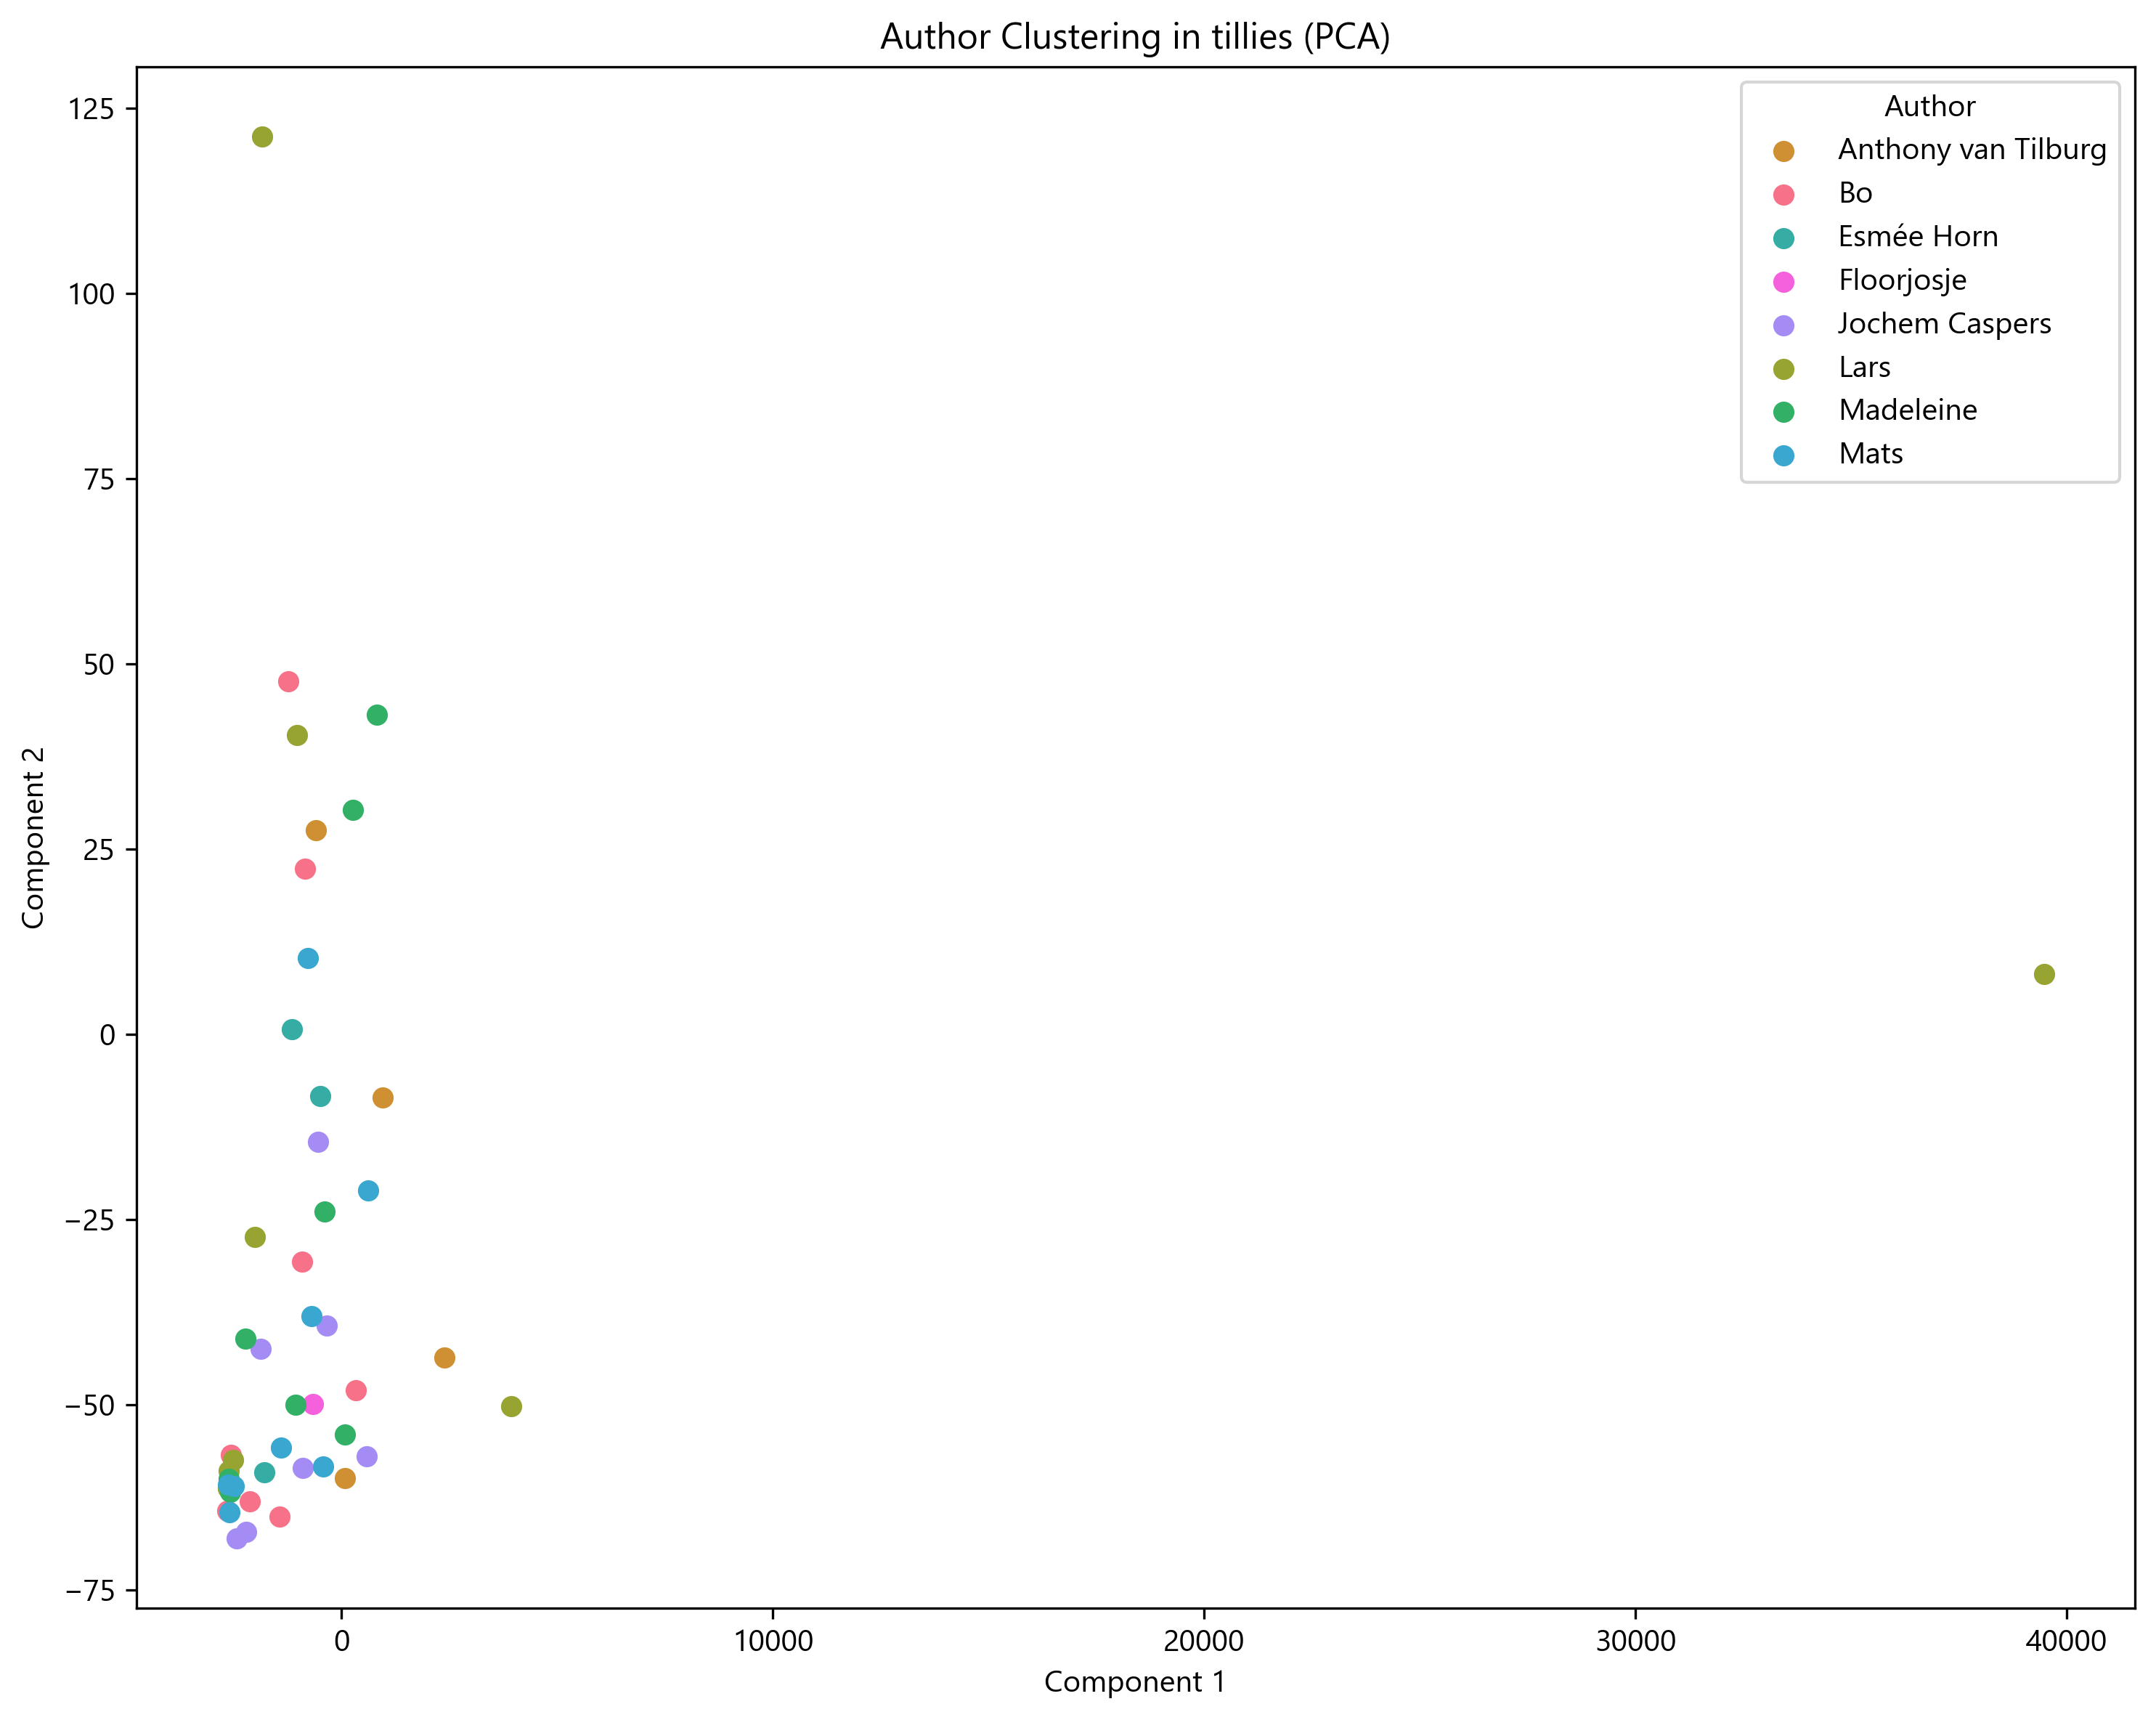 Author Clustering in tillies (PCA)
Author
Anthony van Tilburg
Bo
Esmée Horn
Floorjosje
Jochem Caspers
Lars
Madeleine
Mats
125
100
75
50
25
0
−25
−50
−75
Component 2
0 10000 20000 30000 40000
Component 1